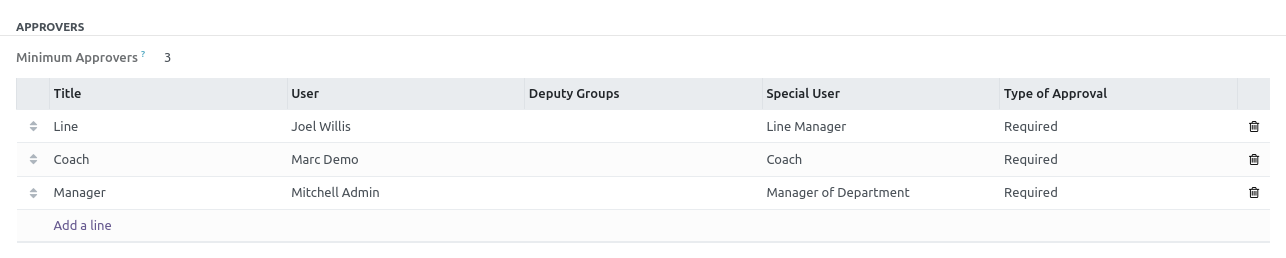 APPROVERS
Minimum Approvers ? 3
Title User Deputy Groups Special User Type of Approval
Line Joel Willis Line Manager Required
Coach Marc Demo Coach Required
Manager Mitchell Admin Manager of Department Required
Add a line